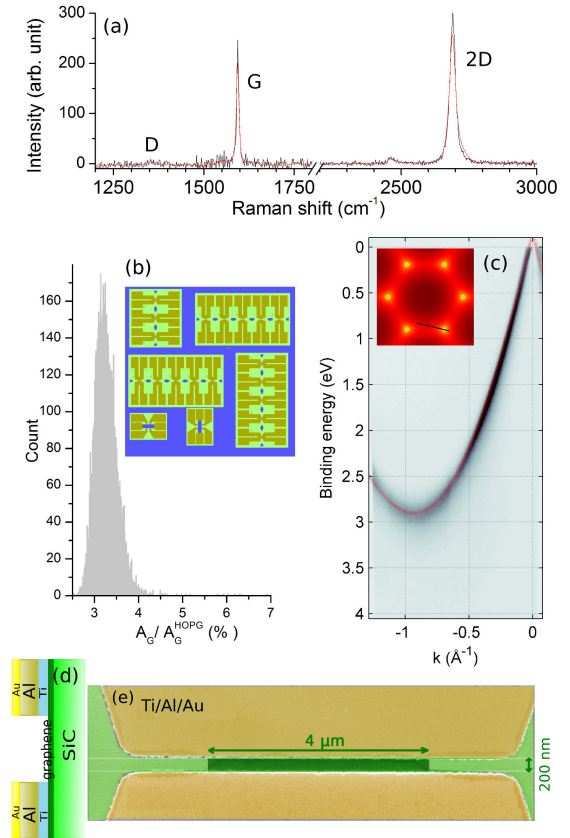 (a)
300
200
100
0
Intensity (arb. unit)
D
G
2D
1250
1500
1750
2500
3000
Raman shift (cm⁻¹)
(b)
160
140
120
100
80
60
40
20
0
Count
3
4
5
6
7
A_G / A_G^HOPG (%)
(c)
0
0.5
1
1.5
2
2.5
3
3.5
4
Binding energy (eV)
-1
-0.5
0
k (Å⁻¹)
(d)
Au
Al
Ti
graphene
SiC
Au
Al
Ti
(e)
Ti/Al/Au
4 μm
200 nm